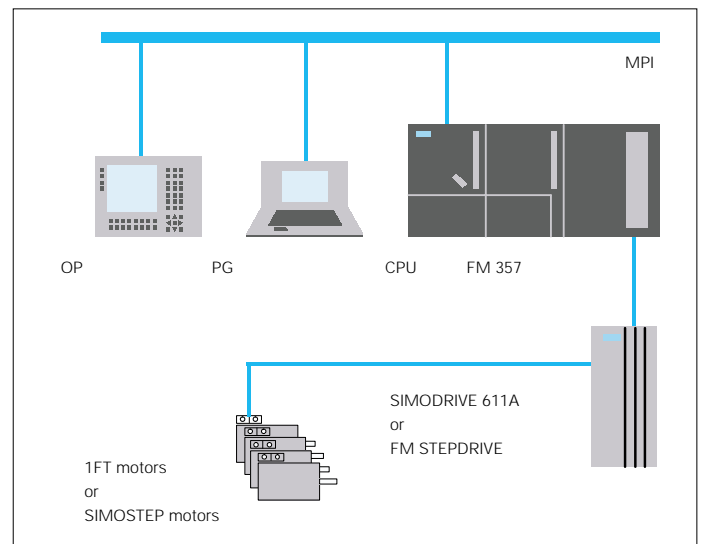 MPI
OP PG CPU FM 357
SIMODRIVE 611A
or
FM STEPDRIVE
1FT motors
or
SIMOSTEP motors